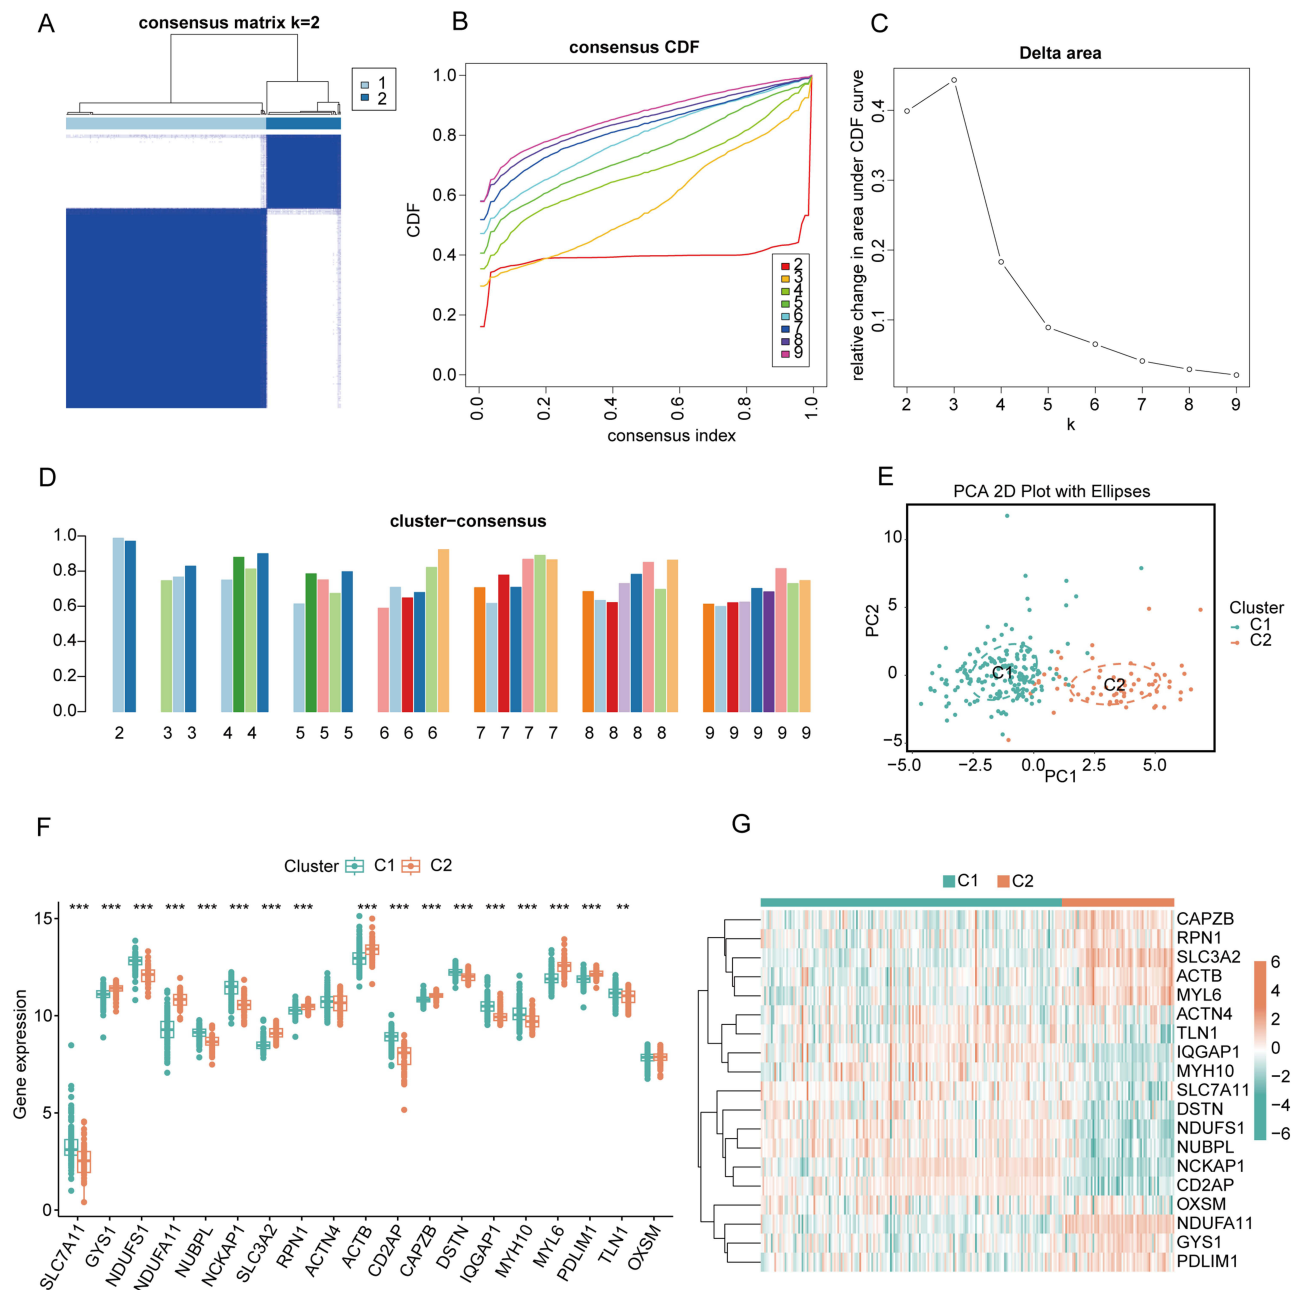 A
consensus matrix k=2
1
2
B
consensus CDF
CDF
1.0
0.8
0.6
0.4
0.2
0.0
0.0 0.2 0.4 0.6 0.8 1.0
consensus index
2
3
4
5
6
7
8
9
C
Delta area
relative change in area under CDF curve
0.4
0.3
0.2
0.1
2 3 4 5 6 7 8 9
k
D
cluster−consensus
1.0
0.8
0.6
0.4
0.2
0.0
2 3 3 4 4 5 5 5 6 6 6 7 7 7 7 8 8 8 8 9 9 9 9 9
E
PCA 2D Plot with Ellipses
PC2
10
5
0
−5
C1
C2
−5.0 −2.5 0.0 2.5 5.0
PC1
Cluster
C1
C2
F
Cluster C1 C2
Gene expression
15
10
5
0
*** *** *** *** *** *** *** *** *** *** *** *** *** *** *** *** **
SLC7A11 GYS1 NDUFS1 NDUFA11 NUBPL NCKAP1 SLC3A2 RPN1 ACTN4 ACTB CD2AP CAPZB DSTN IQGAP1 MYH10 MYL6 PDLIM1 TLN1 OXSM
G
C1 C2
CAPZB
RPN1
SLC3A2
ACTB
MYL6
ACTN4
TLN1
IQGAP1
MYH10
SLC7A11
DSTN
NDUFS1
NUBPL
NCKAP1
CD2AP
OXSM
NDUFA11
GYS1
PDLIM1
6
4
2
0
−2
−4
−6